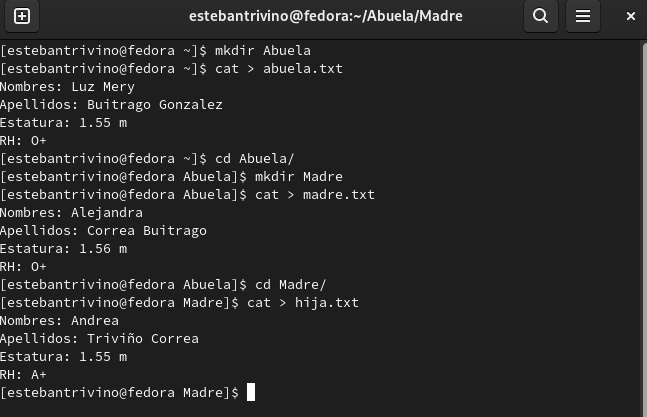 estebantrivino@fedora:~/Abuela/Madre
[estebantrivino@fedora ~]$ mkdir Abuela
[estebantrivino@fedora ~]$ cat > abuela.txt
Nombres: Luz Mery
Apellidos: Buitrago Gonzalez
Estatura: 1.55 m
RH: O+
[estebantrivino@fedora ~]$ cd Abuela/
[estebantrivino@fedora Abuela]$ mkdir Madre
[estebantrivino@fedora Abuela]$ cat > madre.txt
Nombres: Alejandra
Apellidos: Correa Buitrago
Estatura: 1.56 m
RH: O+
[estebantrivino@fedora Abuela]$ cd Madre/
[estebantrivino@fedora Madre]$ cat > hija.txt
Nombres: Andrea
Apellidos: Triviño Correa
Estatura: 1.55 m
RH: A+
[estebantrivino@fedora Madre]$